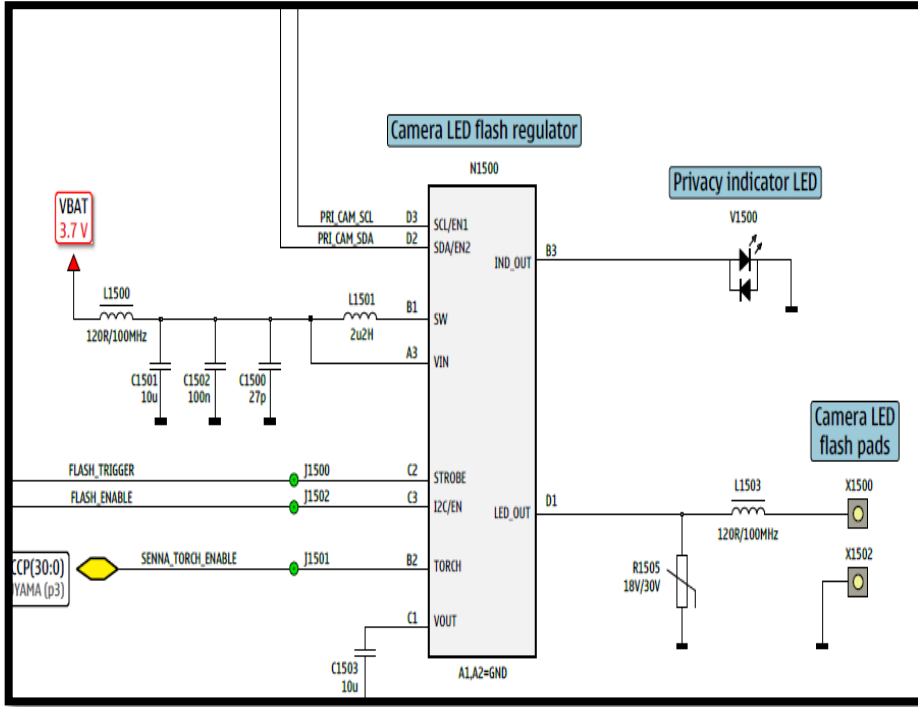 Camera LED flash regulator
N1500
Privacy indicator LED
V1500
VBAT
3.7 V
PRI_CAM_SCL
D3
SCL/EN1
PRI_CAM_SDA
D2
SDA/EN2
IND_OUT
B3
L1500
120R/100MHz
L1501
2u2H
B1
SW
A3
VIN
C1501
10u
C1502
100n
C1500
27p
Camera LED
flash pads
FLASH_TRIGGER
J1500
C2
STROBE
FLASH_ENABLE
J1502
C3
I2C/EN
LED_OUT
D1
L1503
120R/100MHz
X1500
X1502
CCP(30:0)
YAMA (p3)
SENNA_TORCH_ENABLE
J1501
B2
TORCH
R1505
18V/30V
C1
VOUT
C1503
10u
A1,A2=GND